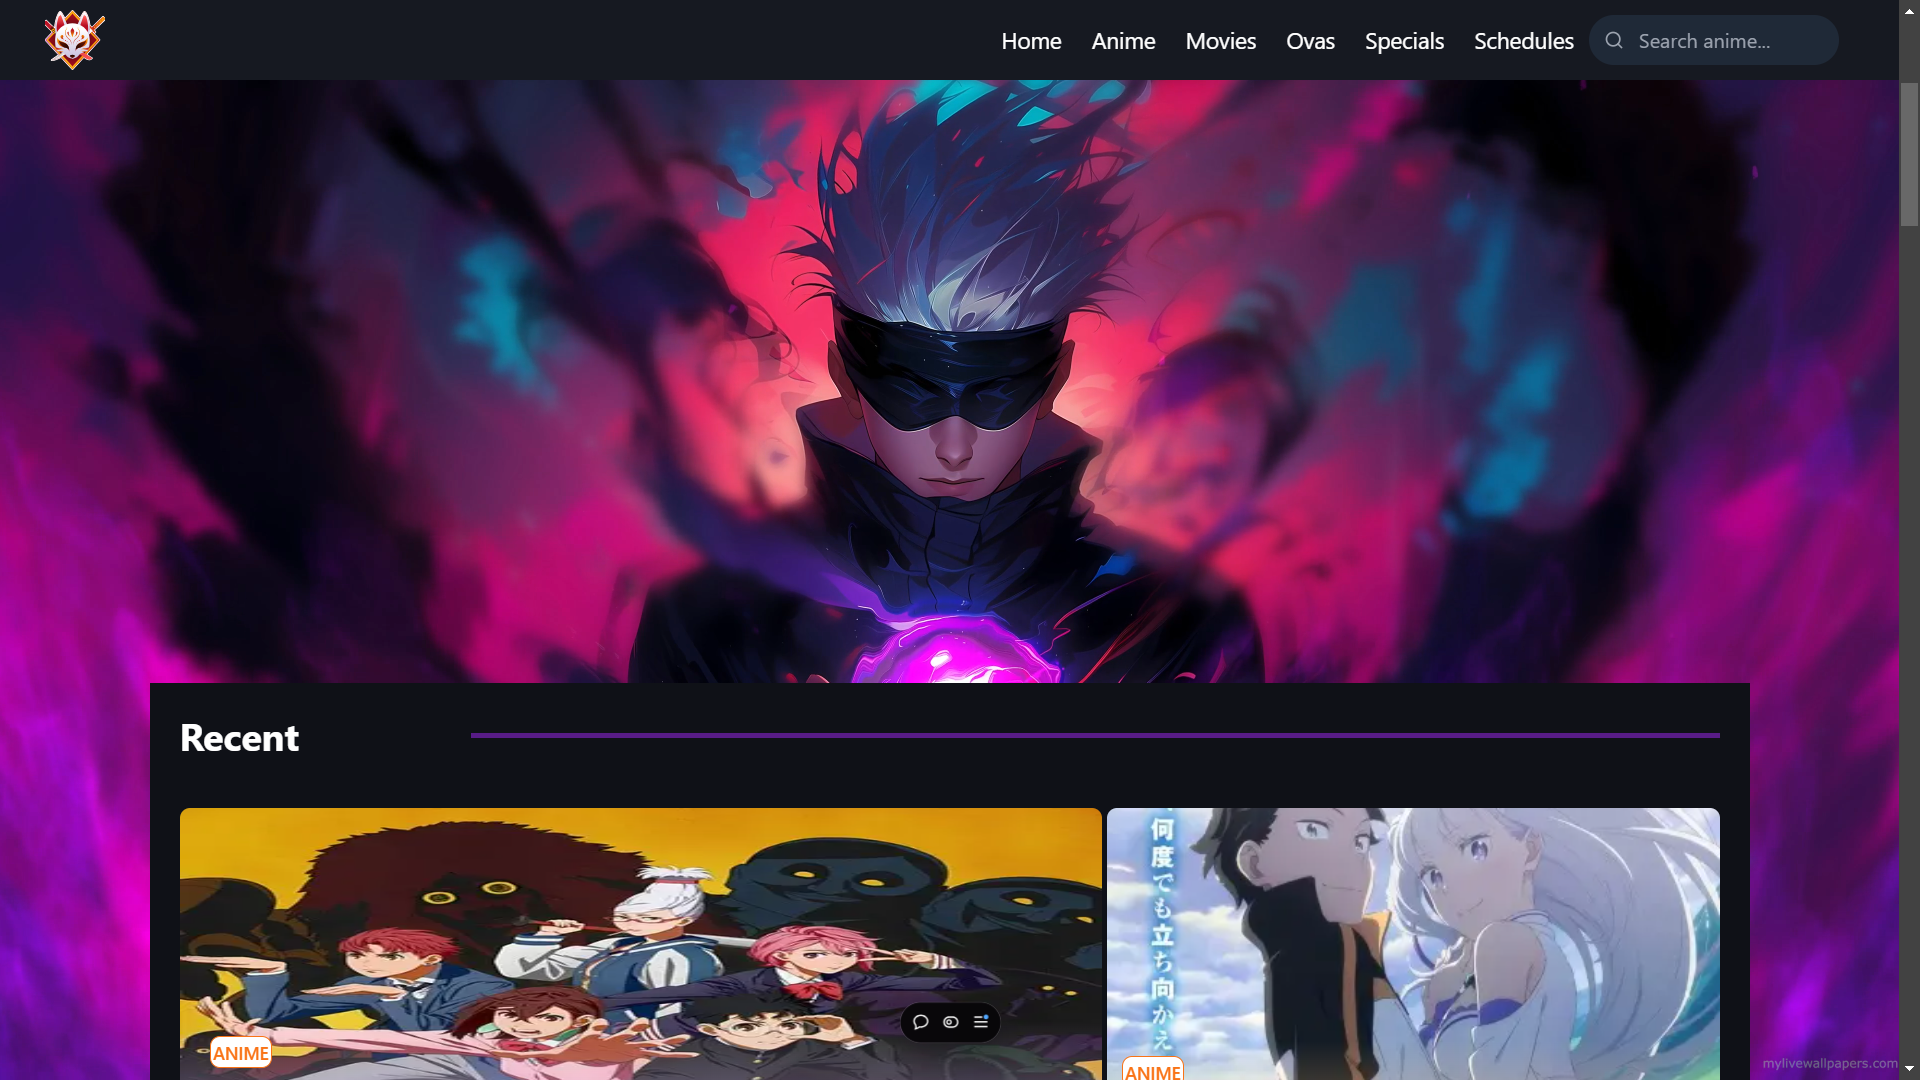 Home Anime Movies Ovas Specials Schedules Search anime...
Recent
何度でも立ち向かえ
ANIME
ANIME
mylivewallpapers.com